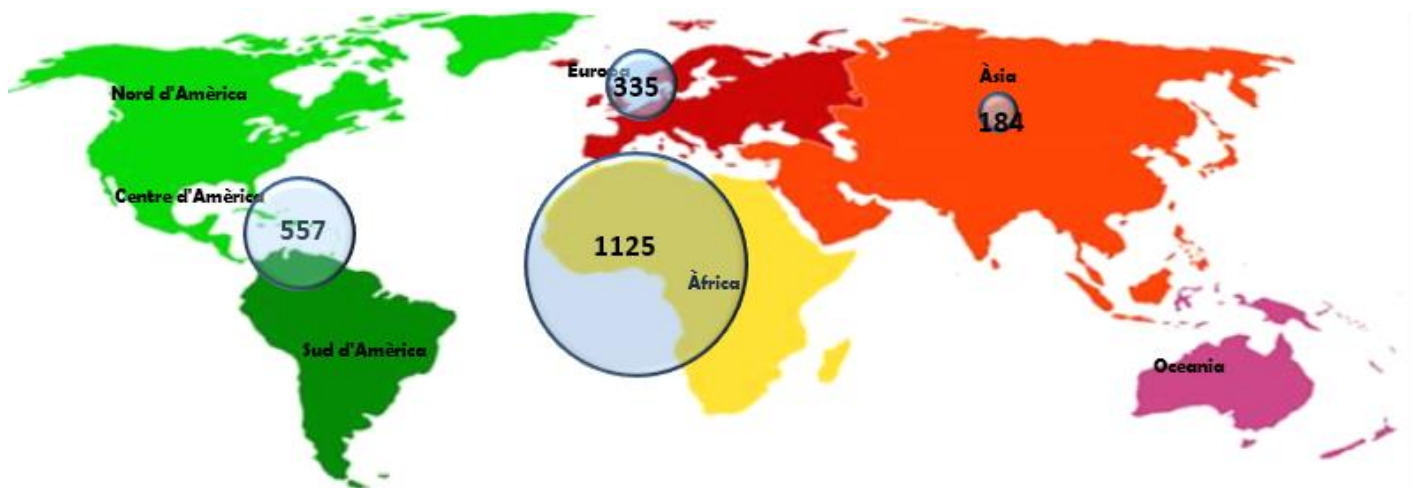 Nord d'Amèrica
Centre d'Amèrica
557
Sud d'Amèrica
Europa
335
1125
Àfrica
Àsia
184
Oceania